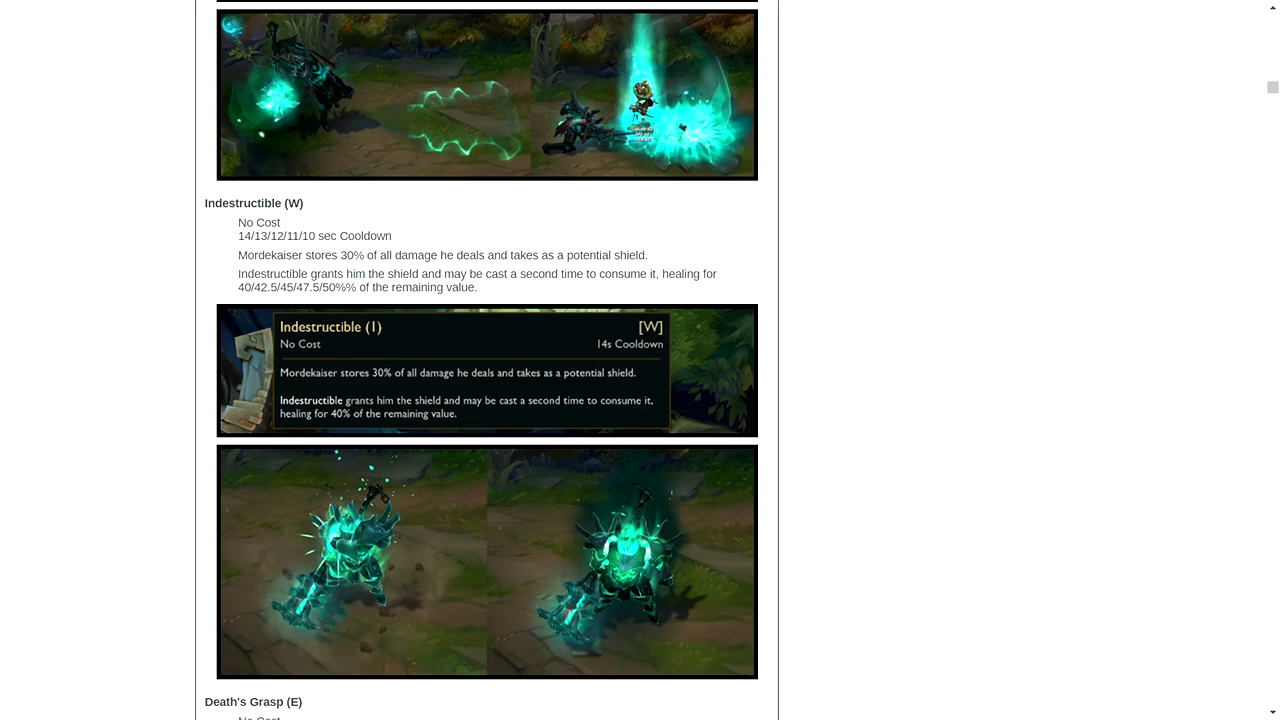 Indestructible (W)
No Cost
14/13/12/11/10 sec Cooldown
Mordekaiser stores 30% of all damage he deals and takes as a potential shield.
Indestructible grants him the shield and may be cast a second time to consume it, healing for
40/42.5/45/47.5/50%% of the remaining value.
Indestructible (1) [W]
No Cost 14s Cooldown
Mordekaiser stores 30% of all damage he deals and takes as a potential shield.
Indestructible grants him the shield and may be cast a second time to consume it,
healing for 40% of the remaining value.
Death's Grasp (E)
No Cost